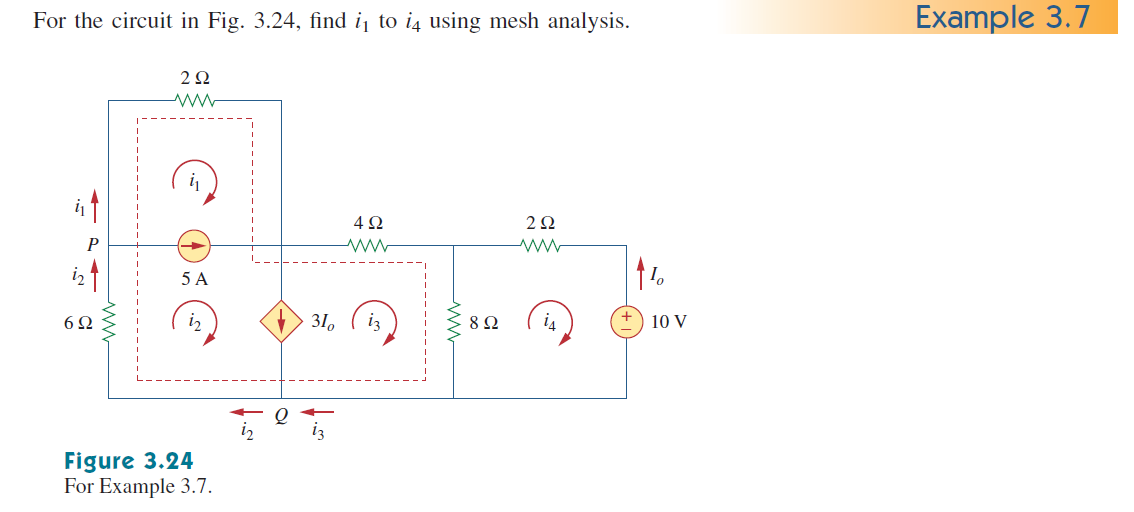 For the circuit in Fig. 3.24, find i₁ to i₄ using mesh analysis.
Example 3.7
2 Ω
i₁
i₁
4 Ω
2 Ω
P
i₂
5 A
Iₒ
6 Ω
i₂
3Iₒ
i₃
8 Ω
i₄
+
−
10 V
Q
i₂
i₃
Figure 3.24
For Example 3.7.